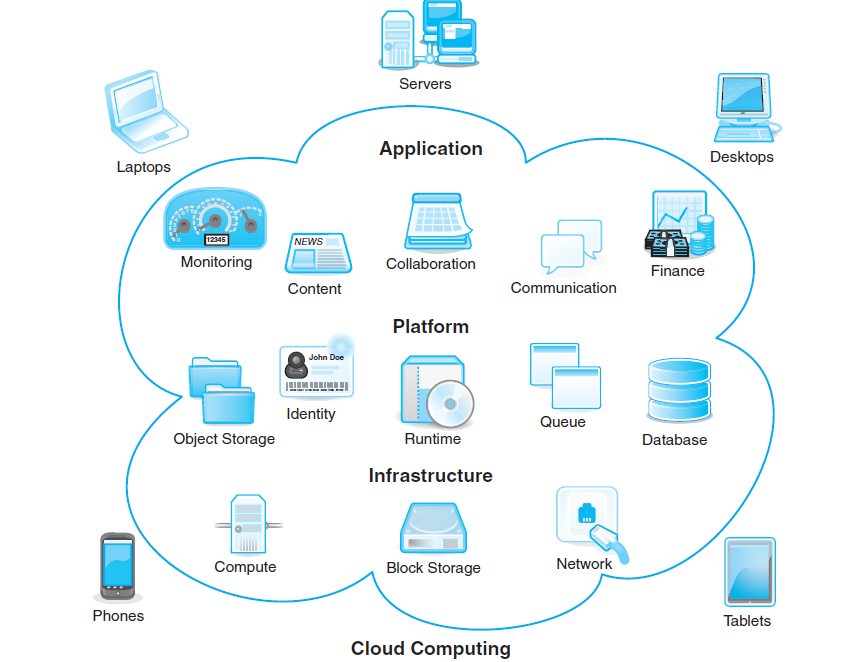 Servers
Laptops
Desktops
Application
12345
Monitoring
NEWS
Content
Collaboration
Communication
Finance
Platform
John Doe
Object Storage
Identity
Runtime
Queue
Database
Infrastructure
Compute
Block Storage
Network
Phones
Tablets
Cloud Computing